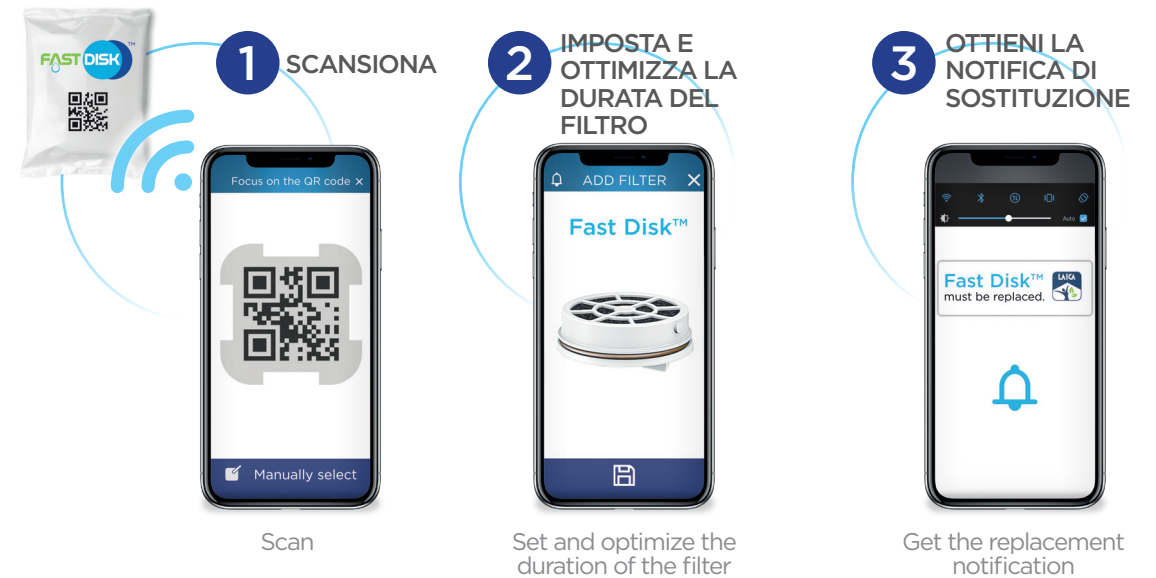 FAST DISK™
1
SCANSIONA
Focus on the QR code ×
Manually select
Scan
2
IMPOSTA E
OTTIMIZZA LA
DURATA DEL
FILTRO
ADD FILTER
Fast Disk™
Set and optimize the
duration of the filter
3
OTTIENI LA
NOTIFICA DI
SOSTITUZIONE
Auto
Fast Disk™
must be replaced.
LAICA
Get the replacement
notification